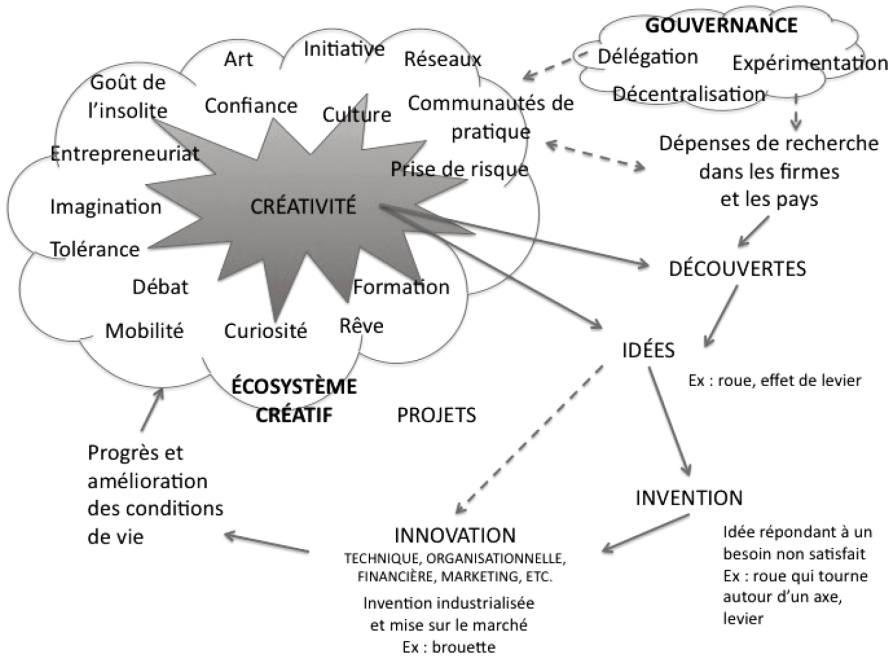 GOUVERNANCE
Délégation
Expérimentation
Décentralisation
Initiative
Art
Réseaux
Goût de
l’insolite
Confiance
Culture
Communautés de
pratique
Entrepreneuriat
Prise de risque
Imagination
CRÉATIVITÉ
Tolérance
Débat
Formation
Mobilité
Curiosité
Rêve
ÉCOSYSTÈME
CRÉATIF
PROJETS
Dépenses de recherche
dans les firmes
et les pays
DÉCOUVERTES
IDÉES
Ex : roue, effet de levier
INVENTION
Idée répondant à un
besoin non satisfait
Ex : roue qui tourne
autour d’un axe,
levier
INNOVATION
TECHNIQUE, ORGANISATIONNELLE,
FINANCIÈRE, MARKETING, ETC.
Invention industrialisée
et mise sur le marché
Ex : brouette
Progrès et
amélioration
des conditions
de vie